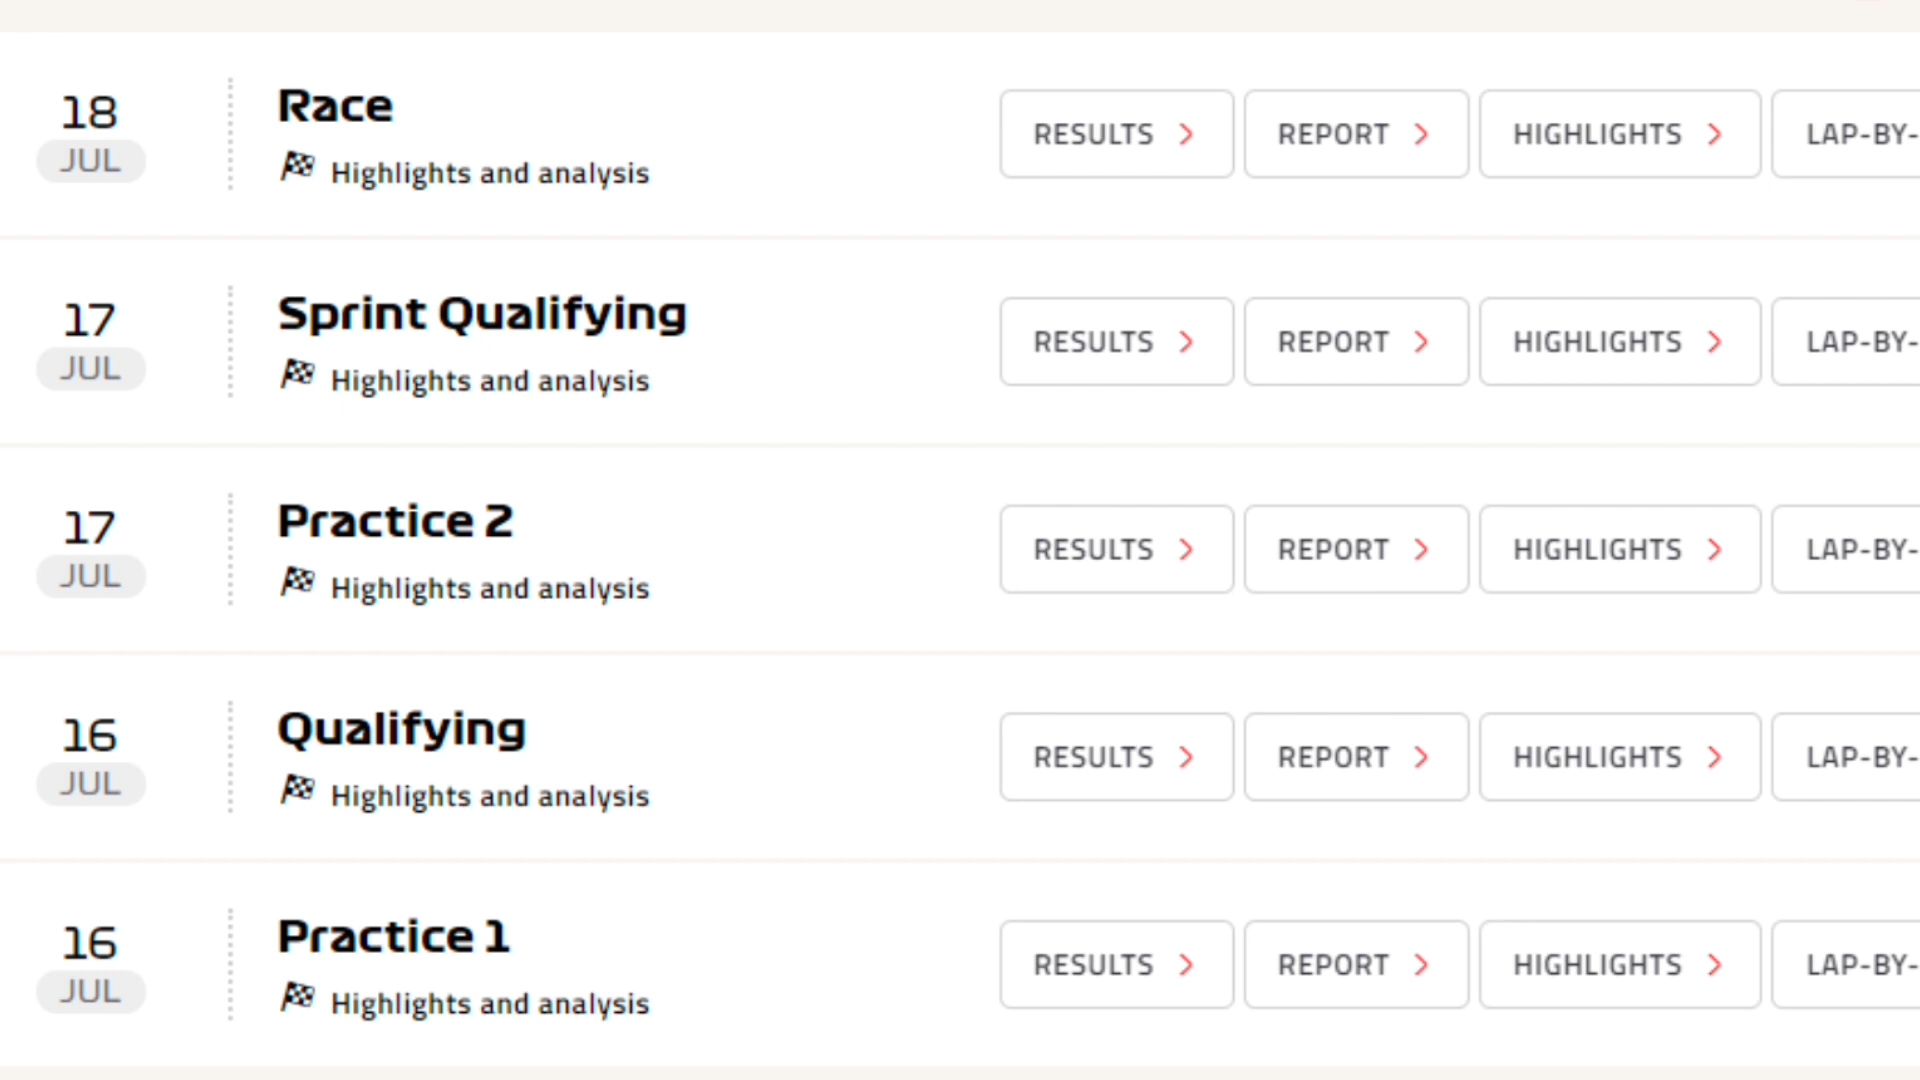 18
JUL
Race
Highlights and analysis
RESULTS
REPORT
HIGHLIGHTS
LAP-BY-
17
JUL
Sprint Qualifying
Highlights and analysis
RESULTS
REPORT
HIGHLIGHTS
LAP-BY-
17
JUL
Practice 2
Highlights and analysis
RESULTS
REPORT
HIGHLIGHTS
LAP-BY-
16
JUL
Qualifying
Highlights and analysis
RESULTS
REPORT
HIGHLIGHTS
LAP-BY-
16
JUL
Practice 1
Highlights and analysis
RESULTS
REPORT
HIGHLIGHTS
LAP-BY-